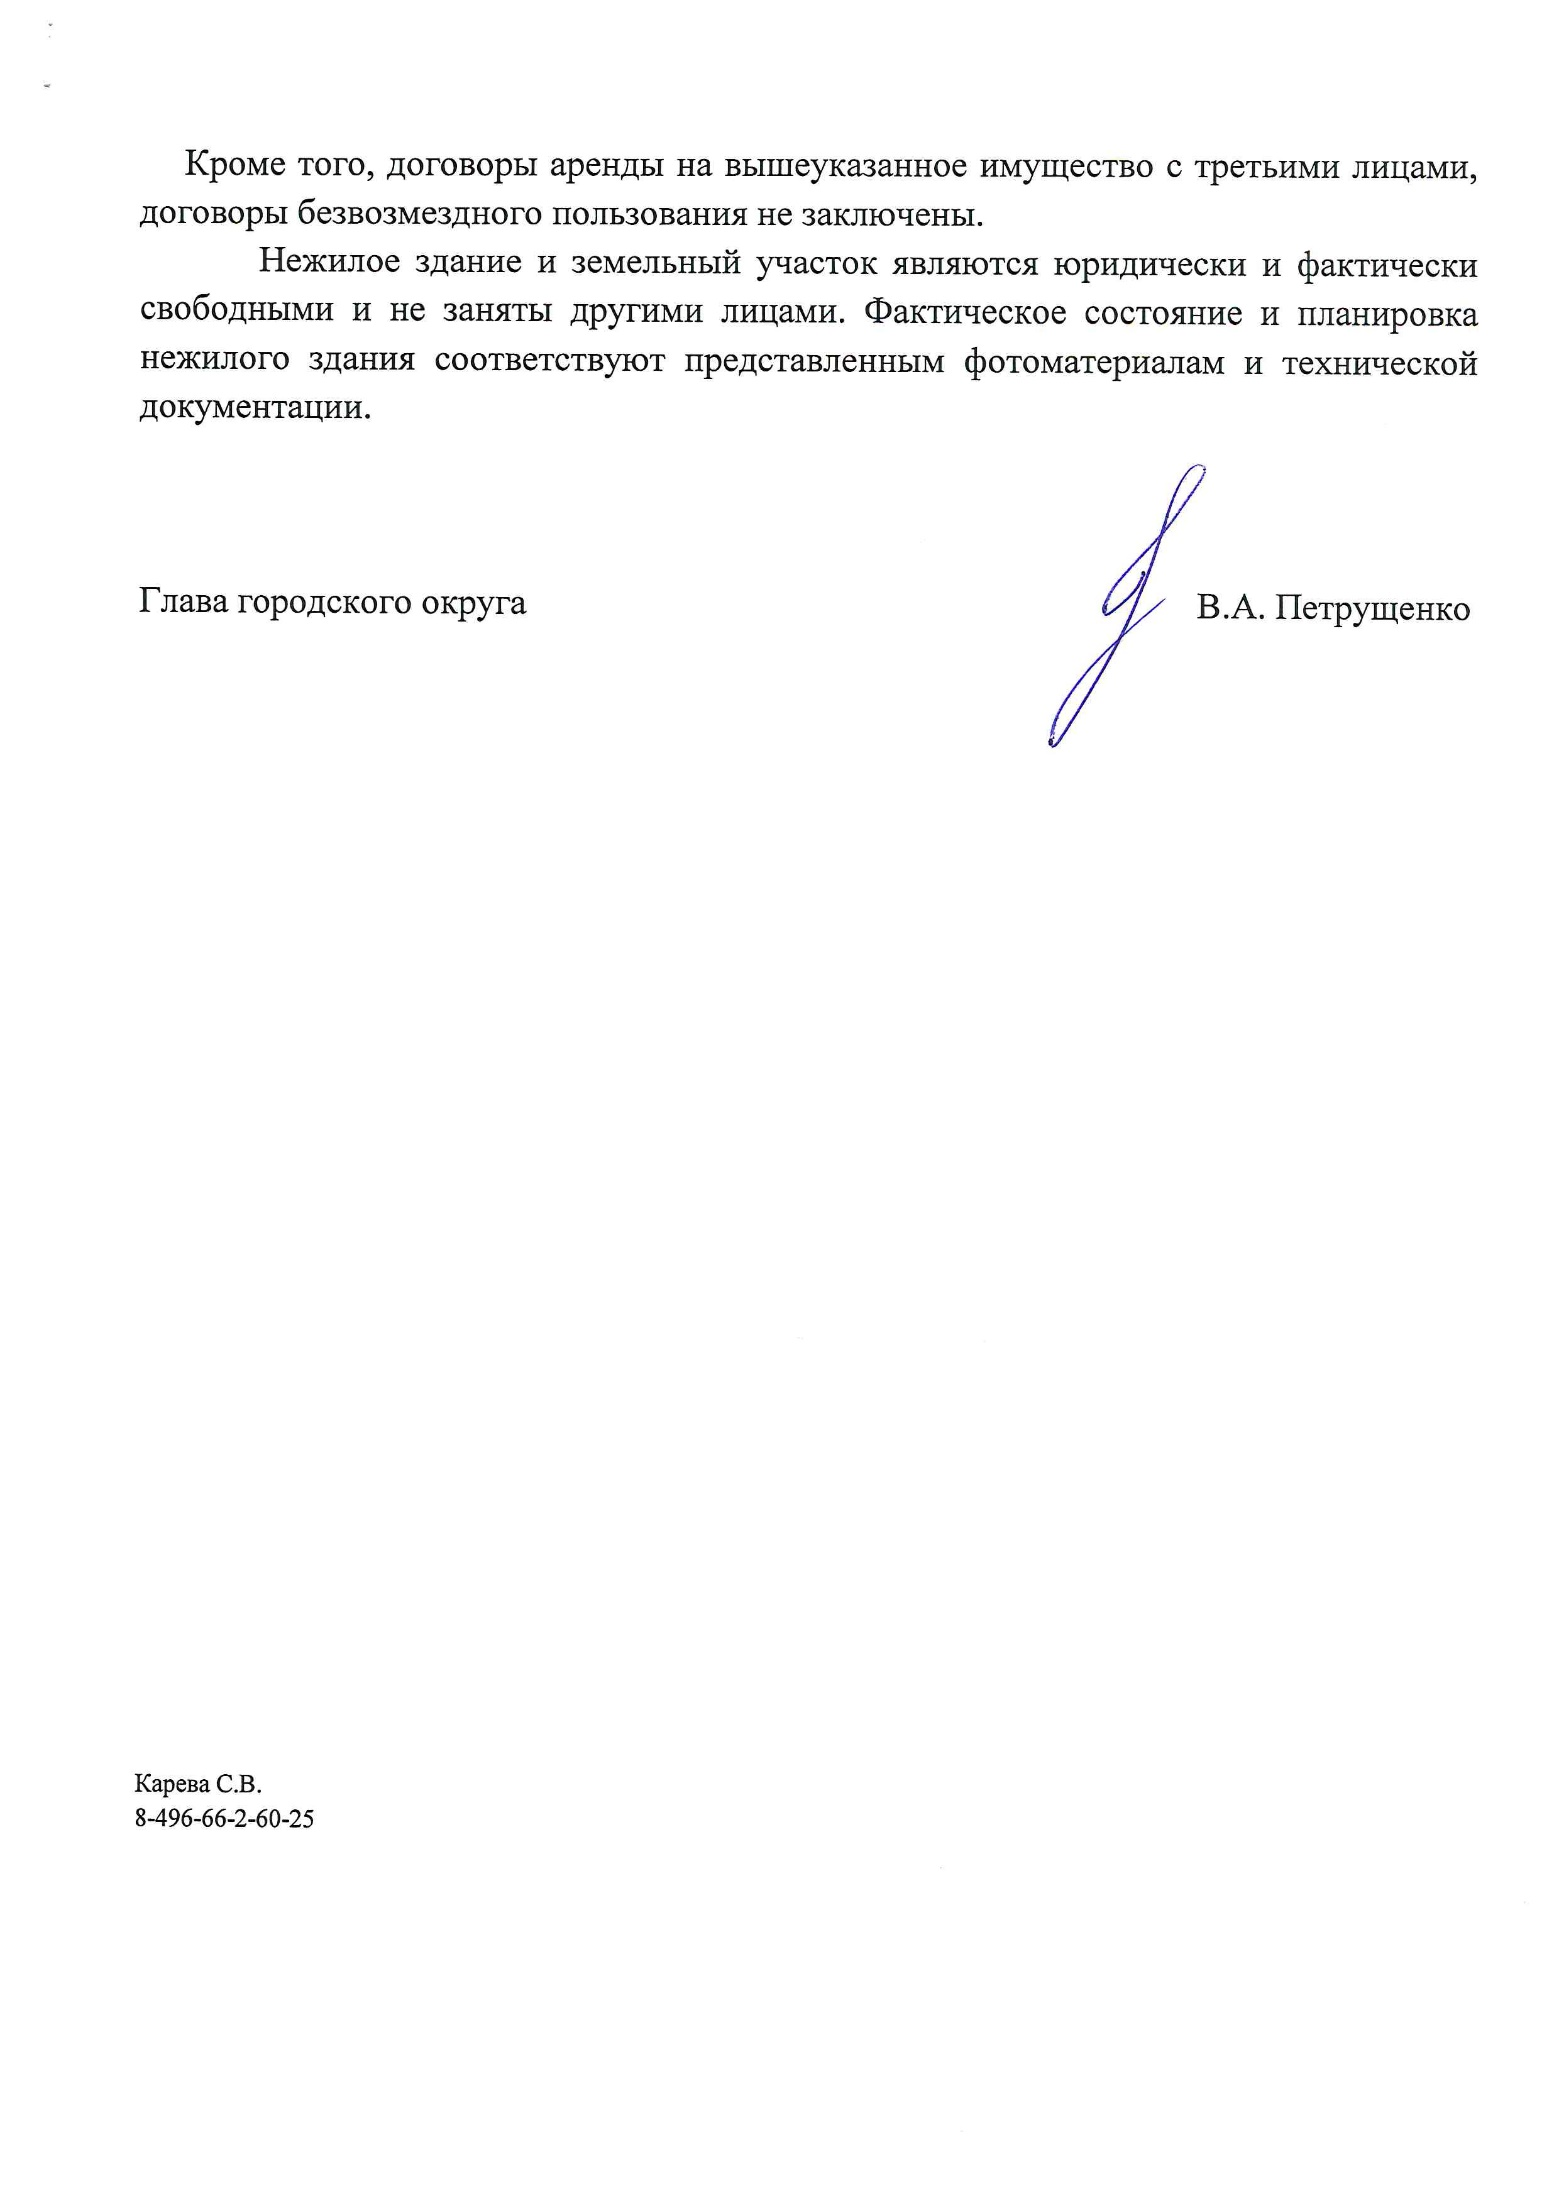 Кроме того, договоры аренды на вышеуказанное имущество с третьими лицами,
договоры безвозмездного пользования не заключены.
Нежилое здание и земельный участок являются юридически и фактически
свободными и не заняты другими лицами. Фактическое состояние и планировка
нежилого здания соответствуют представленным фотоматериалам и технической
документации.
Глава городского округа В.А. Петрущенко
Карева С.В.
8-496-66-2-60-25